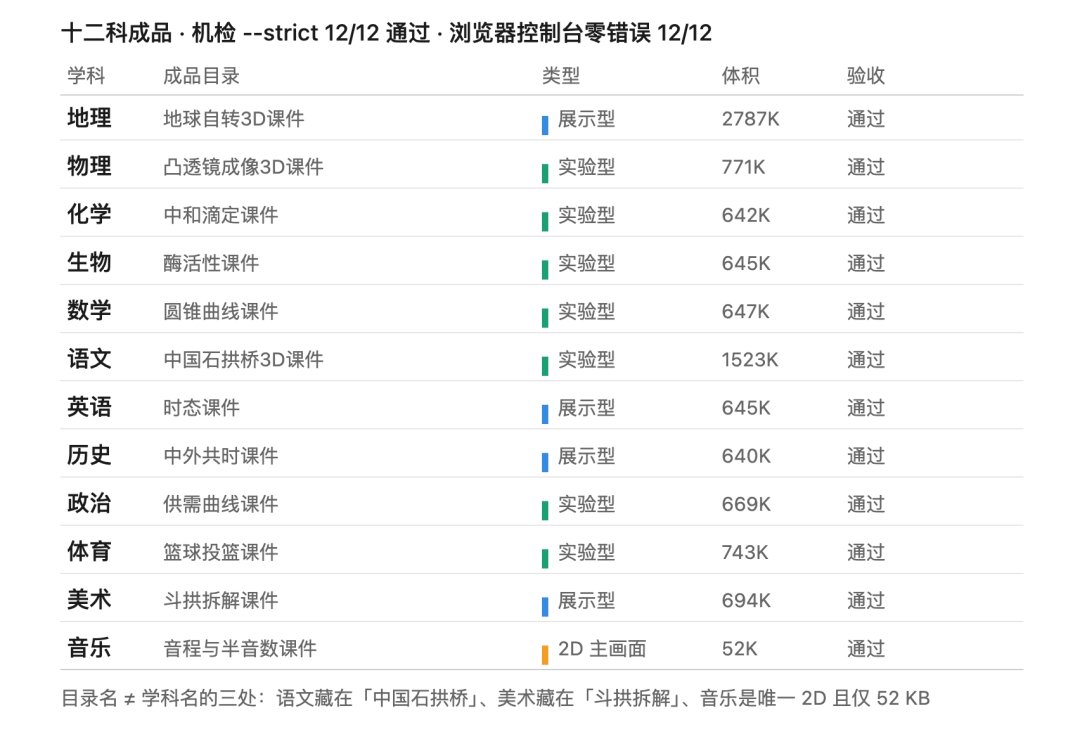 十二科成品 · 机检 --strict 12/12 通过 · 浏览器控制台零错误 12/12
学科 成品目录 类型 体积 验收
地理 地球自转3D课件 展示型 2787K 通过
物理 凸透镜成像3D课件 实验型 771K 通过
化学 中和滴定课件 实验型 642K 通过
生物 酶活性课件 实验型 645K 通过
数学 圆锥曲线课件 实验型 647K 通过
语文 中国石拱桥3D课件 实验型 1523K 通过
英语 时态课件 展示型 645K 通过
历史 中外共时课件 展示型 640K 通过
政治 供需曲线课件 实验型 669K 通过
体育 篮球投篮课件 实验型 743K 通过
美术 斗拱拆解课件 展示型 694K 通过
音乐 音程与半音数课件 2D 主画面 52K 通过
目录名 ≠ 学科名的三处：语文藏在「中国石拱桥」、美术藏在「斗拱拆解」、音乐是唯一 2D 且仅 52 KB